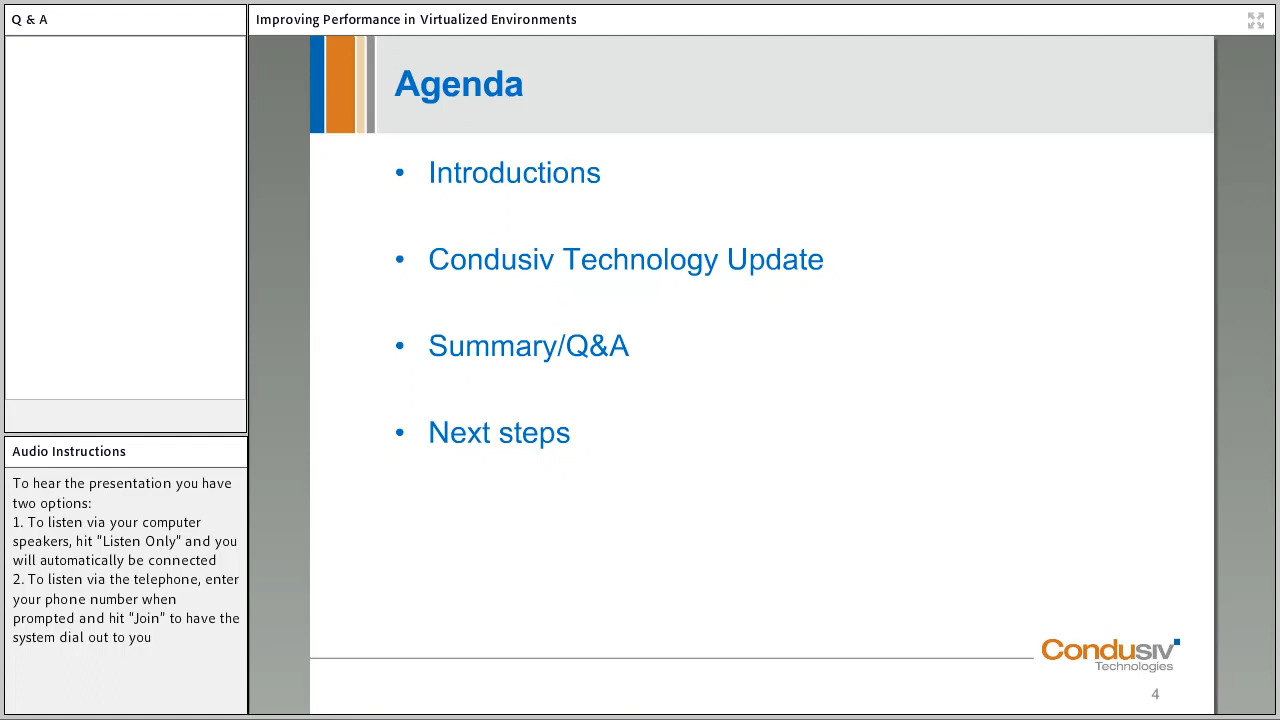 Q & A
Improving Performance in Virtualized Environments
Agenda
• Introductions
• Condusiv Technology Update
• Summary/Q&A
• Next steps
Audio Instructions
To hear the presentation you have
two options:
1. To listen via your computer
speakers, hit "Listen Only" and you
will automatically be connected
2. To listen via the telephone, enter
your phone number when
prompted and hit "Join" to have the
system dial out to you
Condusiv
Technologies
4